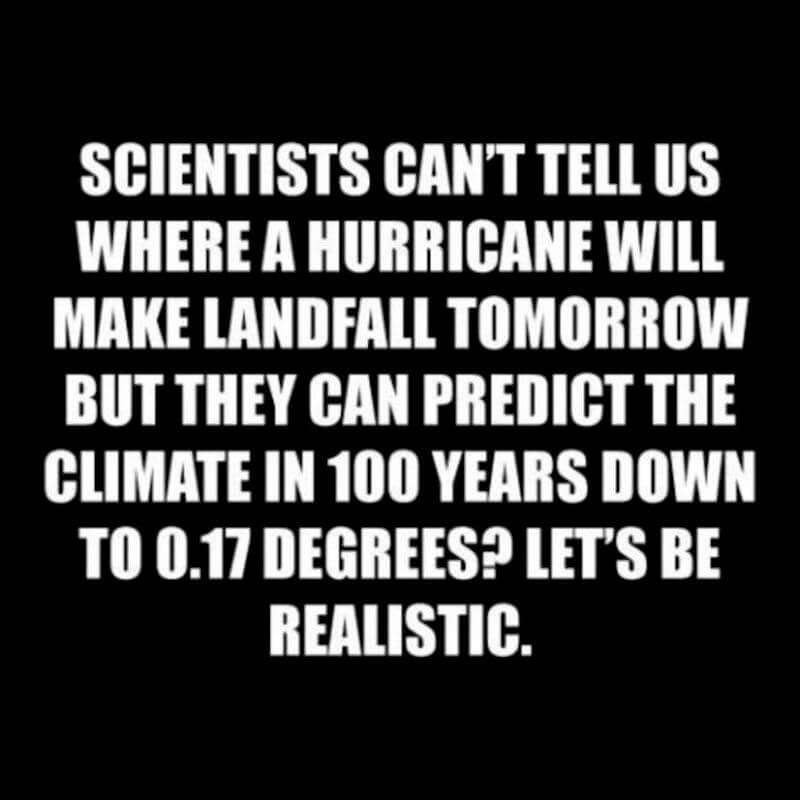 SCIENTISTS CAN'T TELL US
WHERE A HURRICANE WILL
MAKE LANDFALL TOMORROW
BUT THEY CAN PREDICT THE
CLIMATE IN 100 YEARS DOWN
TO 0.17 DEGREES? LET'S BE
REALISTIC.